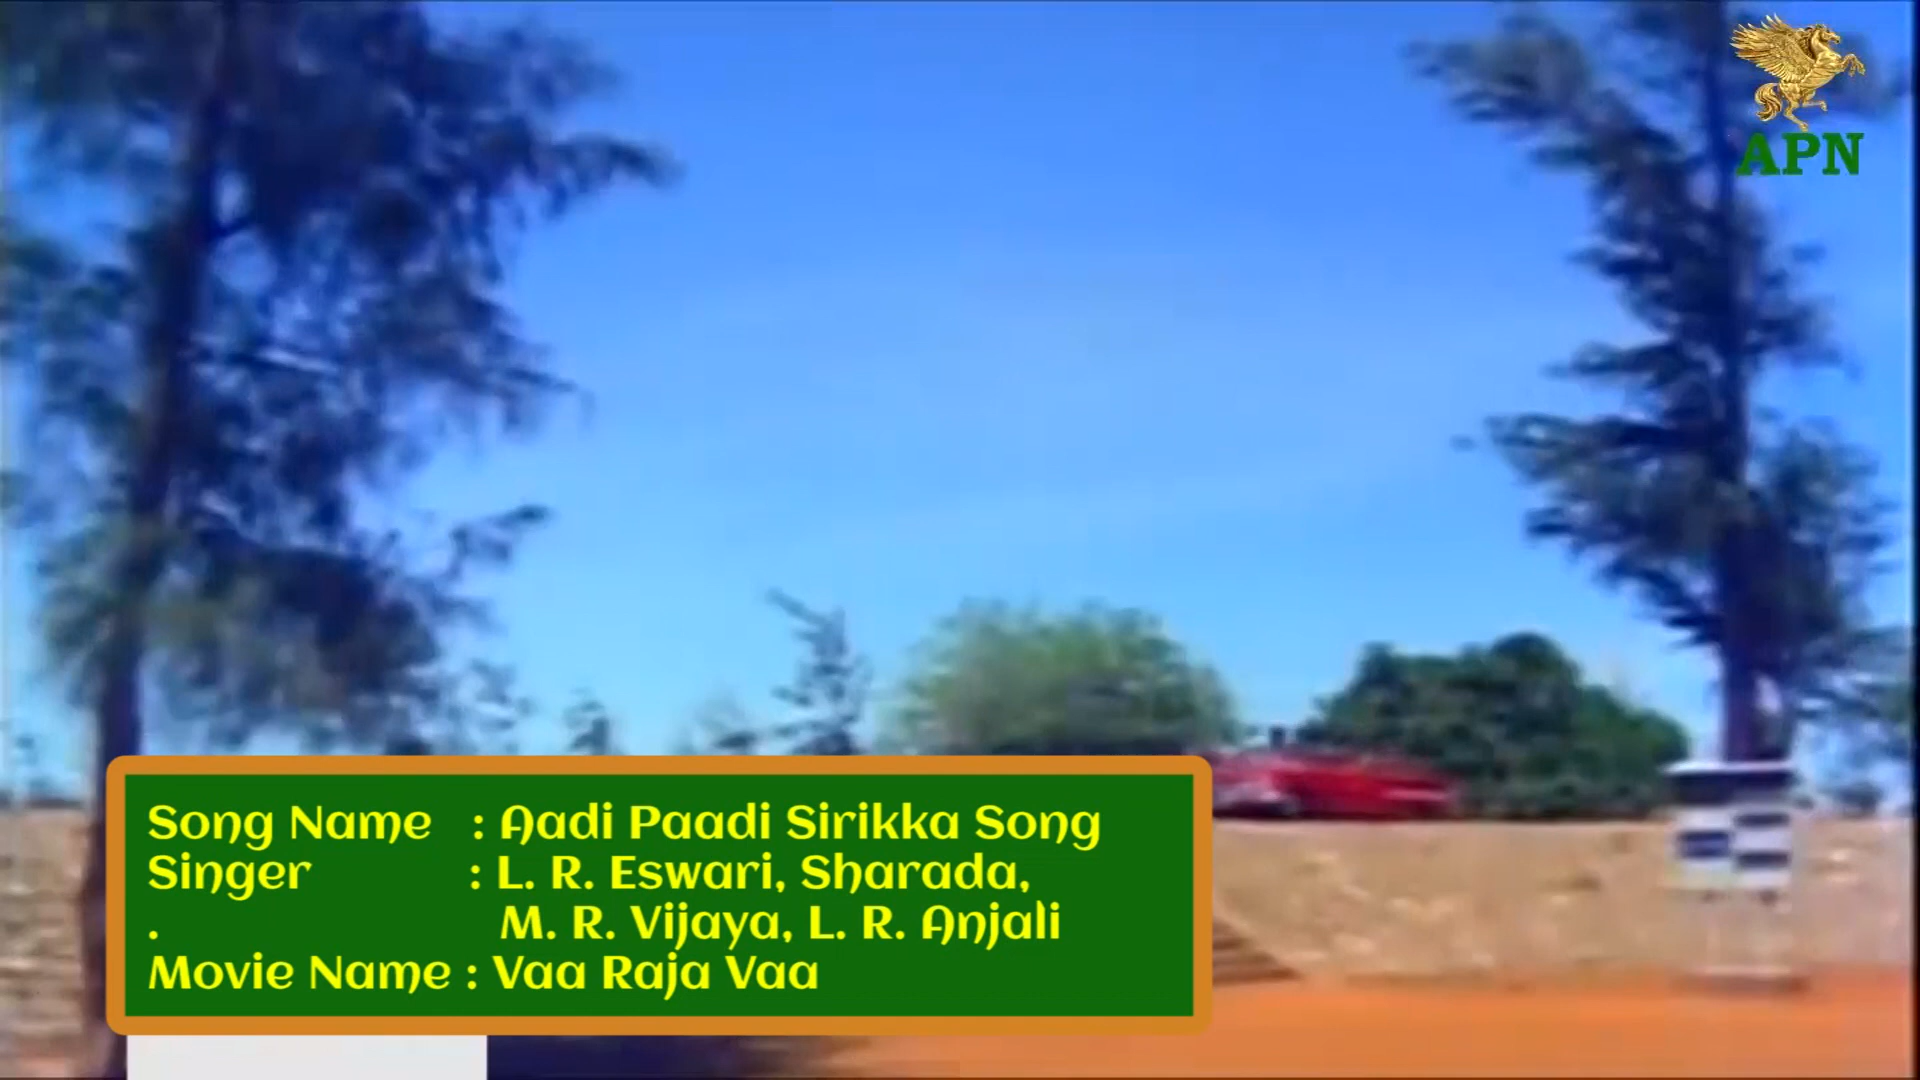 APN
Song Name : Aadi Paadi Sirikka Song
Singer : L. R. Eswari, Sharada,
. M. R. Vijaya, L. R. Anjali
Movie Name : Vaa Raja Vaa